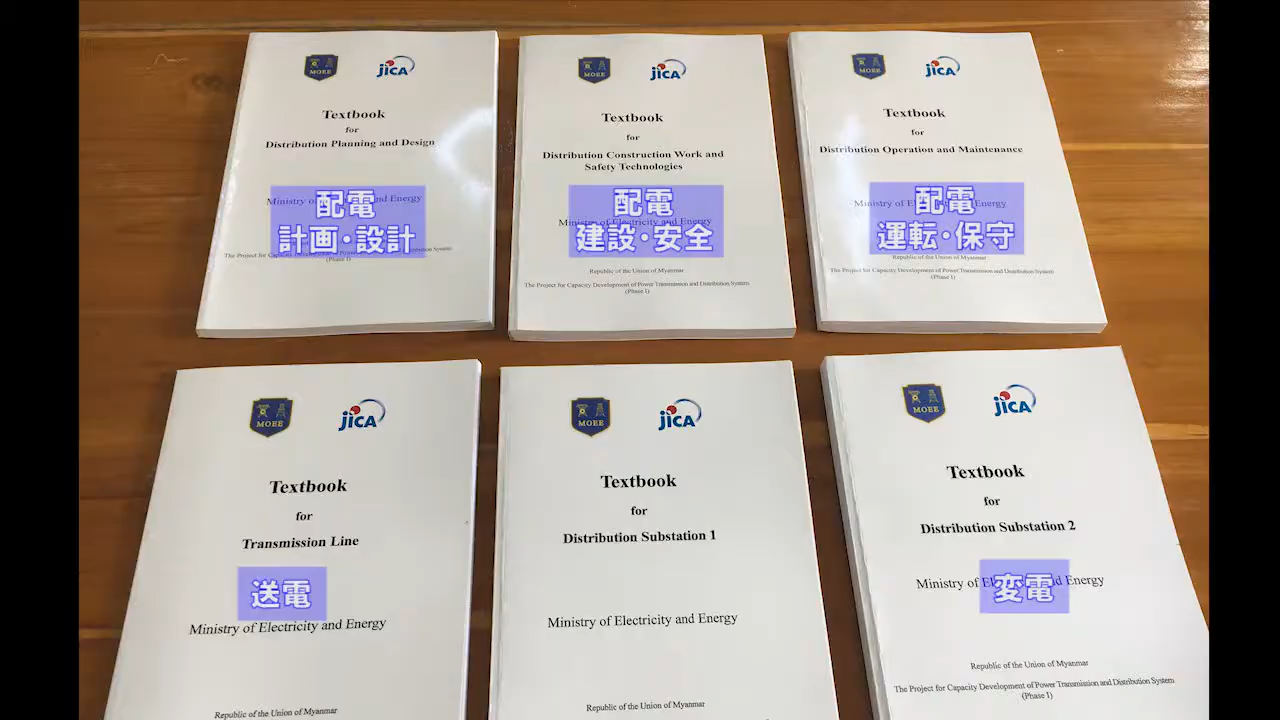 MOEE
JICA
Textbook
for
Distribution Planning and Design
Ministry of
and Energy
配電
計画・設計
The Project for Capacity
System
(Phase I)
MOEE
JICA
Textbook
for
Distribution Construction Work and
Safety Technologies
Ministry of Electricity and Energy
配電
建設・安全
Republic of the Union of Myanmar
The Project for Capacity Development of Power Transmission and Distribution System
(Phase I)
MOEE
JICA
Textbook
for
Distribution Operation and Maintenance
Ministry of
Energy
配電
運転・保守
Republic of the Union of Myanmar
The Project for Capacity Development of Power Transmission and Distribution System
(Phase I)
MOEE
JICA
Textbook
for
Transmission Line
送電
Ministry of Electricity and Energy
Republic of the Union of Myanmar
MOEE
JICA
Textbook
for
Distribution Substation 1
Ministry of Electricity and Energy
Republic of the Union of Myanmar
MOEE
JICA
Textbook
for
Distribution Substation 2
Ministry of
Energy
変電
Republic of the Union of Myanmar
The Project for Capacity Development of Power Transmission and Distribution System
(Phase I)